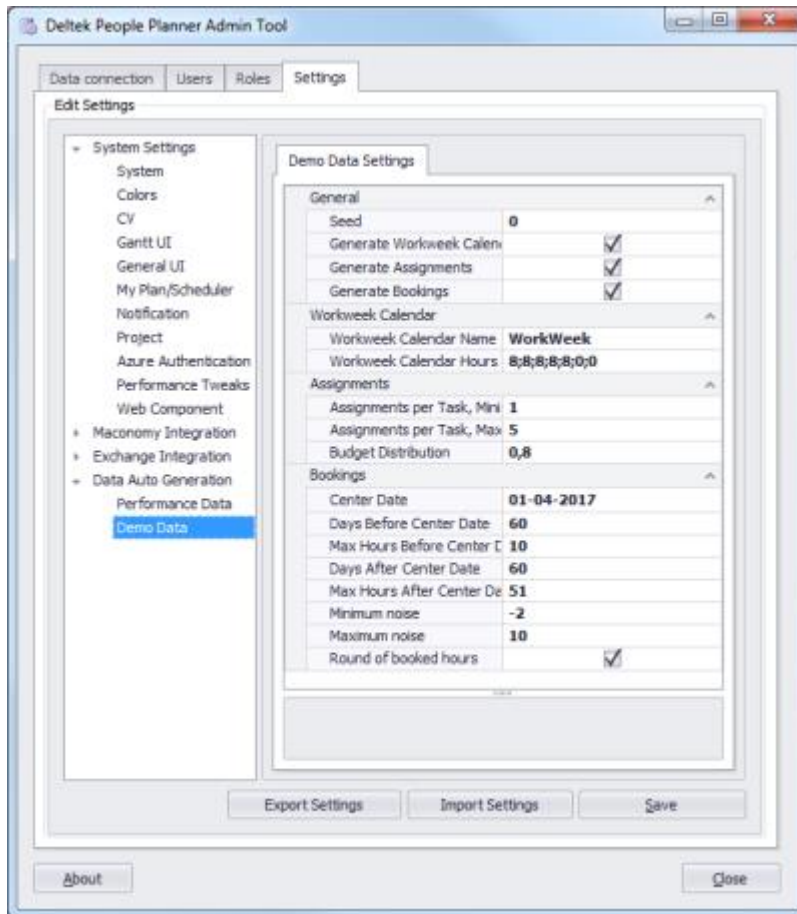 Deltek People Planner Admin Tool
Data connection Users Roles Settings
Edit Settings
System Settings
System
Colors
CV
Gantt UI
General UI
My Plan/Scheduler
Notification
Project
Azure Authentication
Performance Tweaks
Web Component
Maconomy Integration
Exchange Integration
Data Auto Generation
Performance Data
Demo Data
Demo Data Settings
General
Seed 0
Generate Workweek Calen
Generate Assignments
Generate Bookings
Workweek Calendar
Workweek Calendar Name WorkWeek
Workweek Calendar Hours 8;8;8;8;8;0;0
Assignments
Assignments per Task, Mini 1
Assignments per Task, Max 5
Budget Distribution 0,8
Bookings
Center Date 01-04-2017
Days Before Center Date 60
Max Hours Before Center D 10
Days After Center Date 60
Max Hours After Center Da 51
Minimum noise -2
Maximum noise 10
Round of booked hours
Export Settings Import Settings Save
About Close